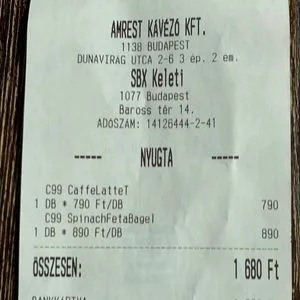 AMREST KÁVÉZÓ KFT.
1138 BUDAPEST
DUNAVIRÁG UTCA 2-6 3 ép. 2 em.
SBX Keleti
1077 BUDAPEST
Baross tér 14.
ADÓSZÁM: 14126444-2-41
----- NYUGTA -----
C99 CaffeLatteT
1 DB * 790 Ft/DB 790
C99 SpinachFetaBagel
1 DB * 890 Ft/DB 890
ÖSSZESEN: 1 680 Ft